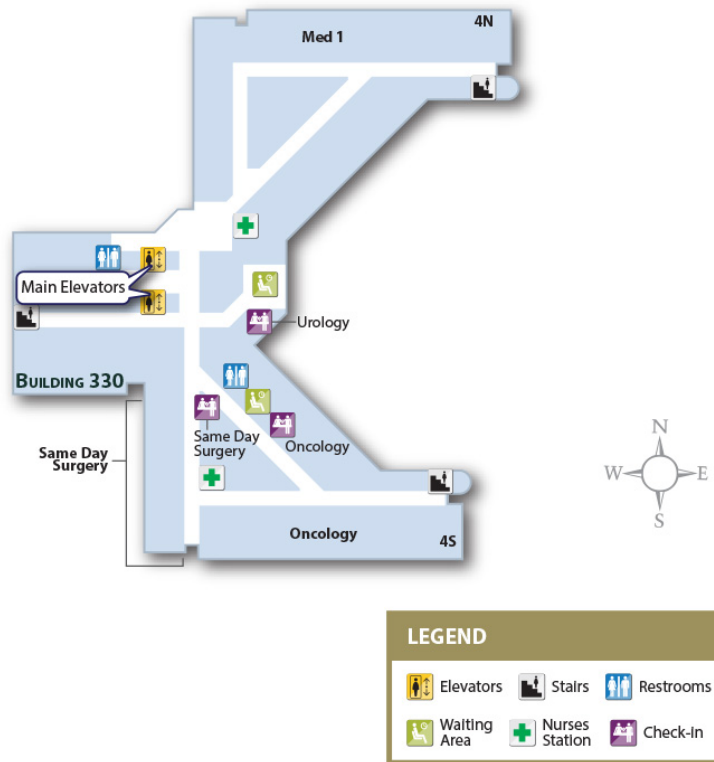 4N
Med 1
Main Elevators
Urology
BUILDING 330
Same Day
Surgery
Oncology
Same Day
Surgery
Oncology
4S
N
W
E
S
LEGEND
Elevators
Stairs
Restrooms
Waiting
Area
Nurses
Station
Check-In